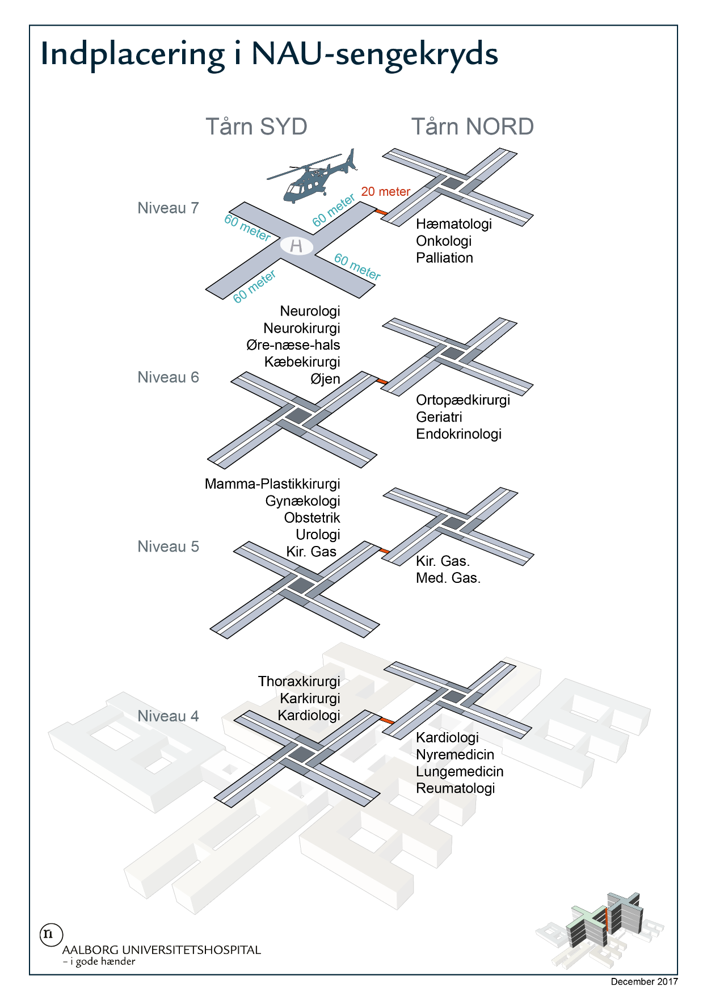 Indplacering i NAU-sengekryds
Tårn SYD
Tårn NORD
Niveau 7
20 meter
60 meter
60 meter
60 meter
60 meter
H
Hæmatologi
Onkologi
Palliation
Niveau 6
Neurologi
Neurokirurgi
Øre-næse-hals
Kæbekirurgi
Øjen
Ortopædkirurgi
Geriatri
Endokrinologi
Niveau 5
Mamma-Plastikkirurgi
Gynækologi
Obstetrik
Urologi
Kir. Gas
Kir. Gas.
Med. Gas.
Niveau 4
Thoraxkirurgi
Karkirurgi
Kardiologi
Kardiologi
Nyremedicin
Lungemedicin
Reumatologi
n
AALBORG UNIVERSITETSHOSPITAL
– i gode hænder
December 2017